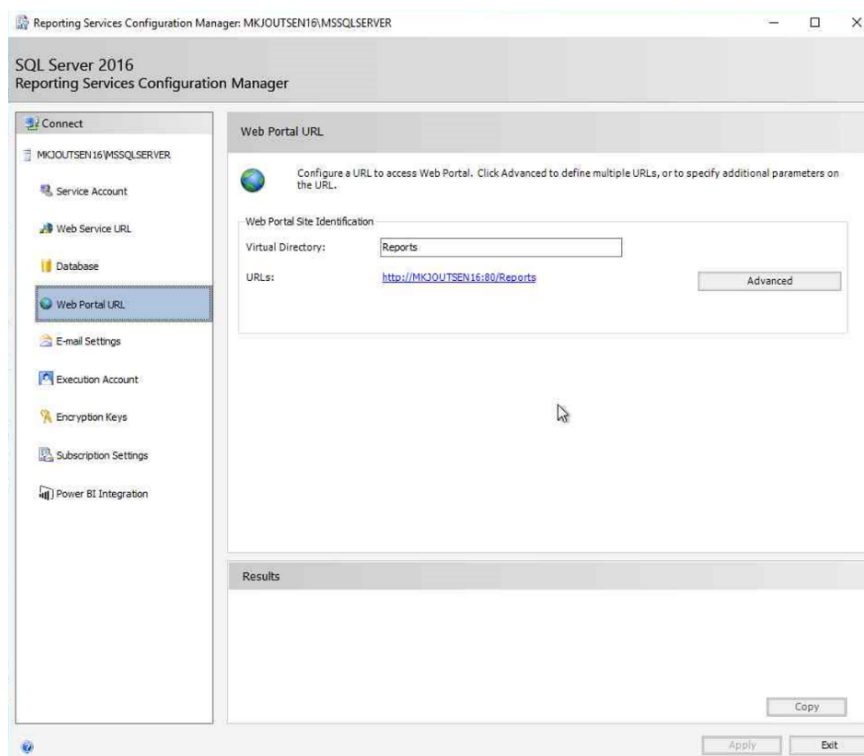 Reporting Services Configuration Manager: MKJOUTSEN16\MSSQLSERVER
SQL Server 2016
Reporting Services Configuration Manager
Connect
MKJOUTSEN16\MSSQLSERVER
Service Account
Web Service URL
Database
Web Portal URL
E-mail Settings
Execution Account
Encryption Keys
Subscription Settings
Power BI Integration
Web Portal URL
Configure a URL to access Web Portal. Click Advanced to define multiple URLs, or to specify additional parameters on
the URL.
Web Portal Site Identification
Virtual Directory: Reports
URLs: http://MKJOUTSEN16:80/Reports Advanced
Results
Copy
Apply Exit